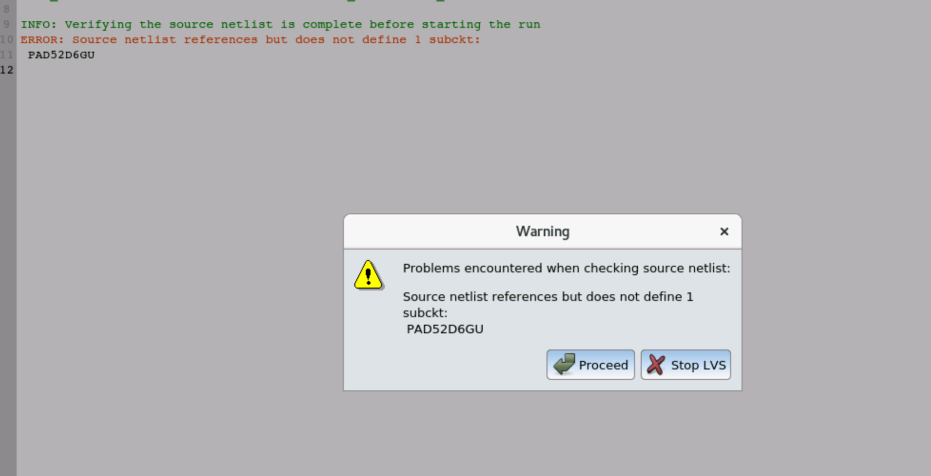 8
9 INFO: Verifying the source netlist is complete before starting the run
10 ERROR: Source netlist references but does not define 1 subckt:
11 PAD52D6GU
12
Warning
Problems encountered when checking source netlist:
Source netlist references but does not define 1
subckt:
PAD52D6GU
Proceed Stop LVS